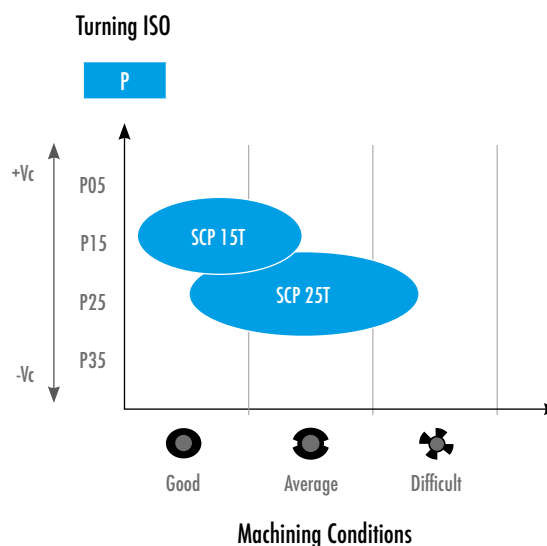 Turning ISO
P
+Vc
P05
SCP 15T
P15
SCP 25T
P25
P35
-Vc
Good Average Difficult
Machining Conditions